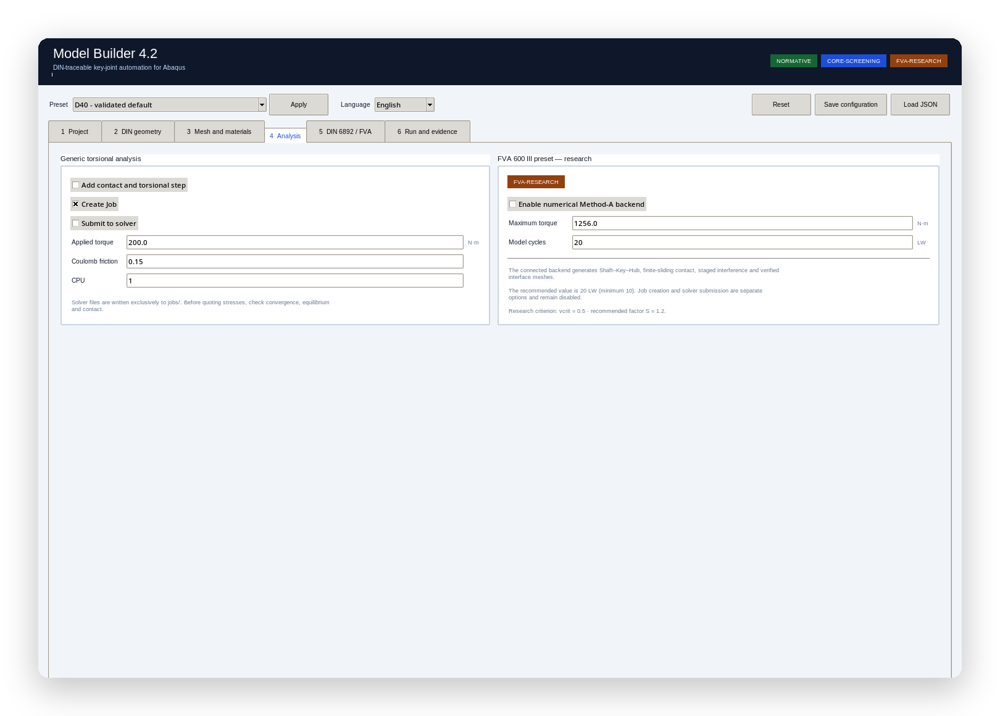 Model Builder 4.2
DIN-traceable key-joint automation for Abaqus
NORMATIVE CORE-SCREENING FVA-RESEARCH
Preset D40 - validated default Apply Language English Reset Save configuration Load JSON
1 Project 2 DIN geometry 3 Mesh and materials 4 Analysis 5 DIN 6892 / FVA 6 Run and evidence
Generic torsional analysis
Add contact and torsional step
Create Job
Submit to solver
Applied torque 200.0 N·m
Coulomb friction 0.15
CPU 1
Solver files are written exclusively to jobs/. Before quoting stresses, check convergence, equilibrium
and contact.
FVA 600 III preset — research
FVA-RESEARCH
Enable numerical Method-A backend
Maximum torque 1256.0 N·m
Model cycles 20 LW
The connected backend generates Shaft–Key–Hub, finite-sliding contact, staged interference and verified
interface meshes.
The recommended value is 20 LW (minimum 10). Job creation and solver submission are separate
options and remain disabled.
Research criterion: vcrit = 0.5 · recommended factor S = 1.2.